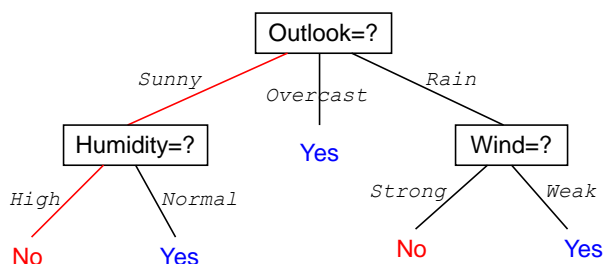 Outlook=?
Sunny
Overcast
Rain
Humidity=?
Yes
Wind=?
High
Normal
Strong
Weak
No
Yes
No
Yes